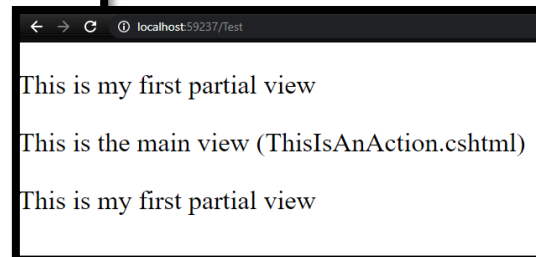 localhost:59237/Test
This is my first partial view
This is the main view (ThisIsAnAction.cshtml)
This is my first partial view